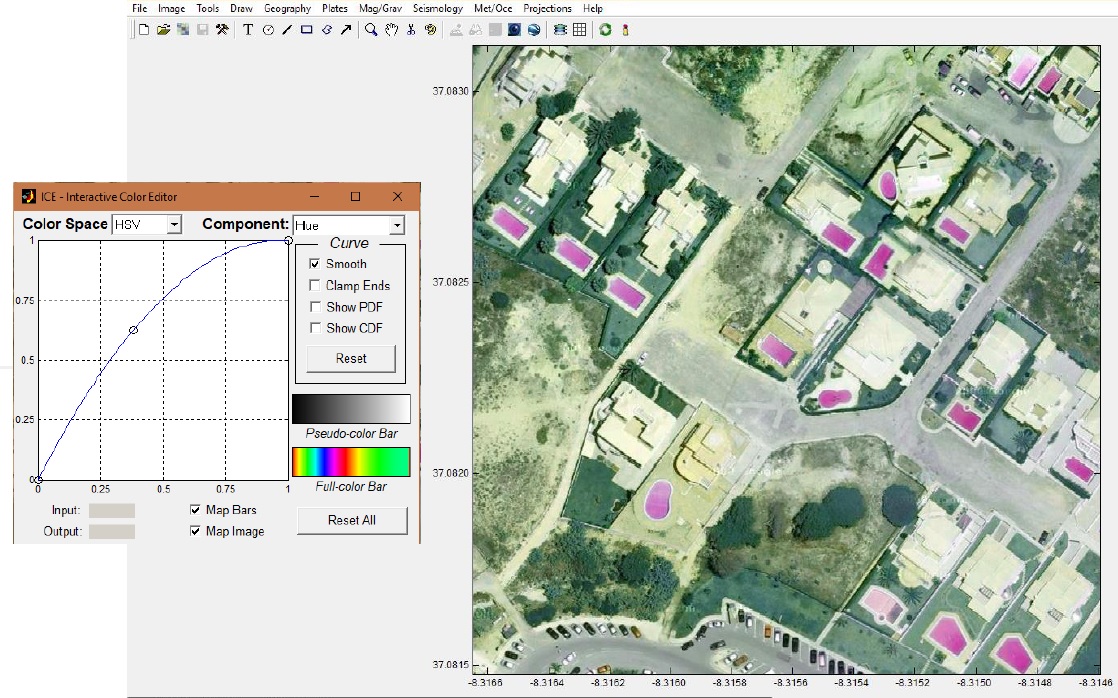 File Image Tools Draw Geography Plates Mag/Grav Seismology Met/Oce Projections Help
T
ICE - Interactive Color Editor
Color Space HSV Component: Hue
Curve
Smooth
Clamp Ends
Show PDF
Show CDF
Reset
1
0.75
0.5
0.25
0
0 0.25 0.5 0.75 1
Pseudo-color Bar
Full-color Bar
Input:
Output:
Map Bars
Map Image
Reset All
37.0830
37.0825
37.0820
37.0815
-8.3166 -8.3164 -8.3162 -8.3160 -8.3158 -8.3156 -8.3154 -8.3152 -8.3150 -8.3148 -8.3146